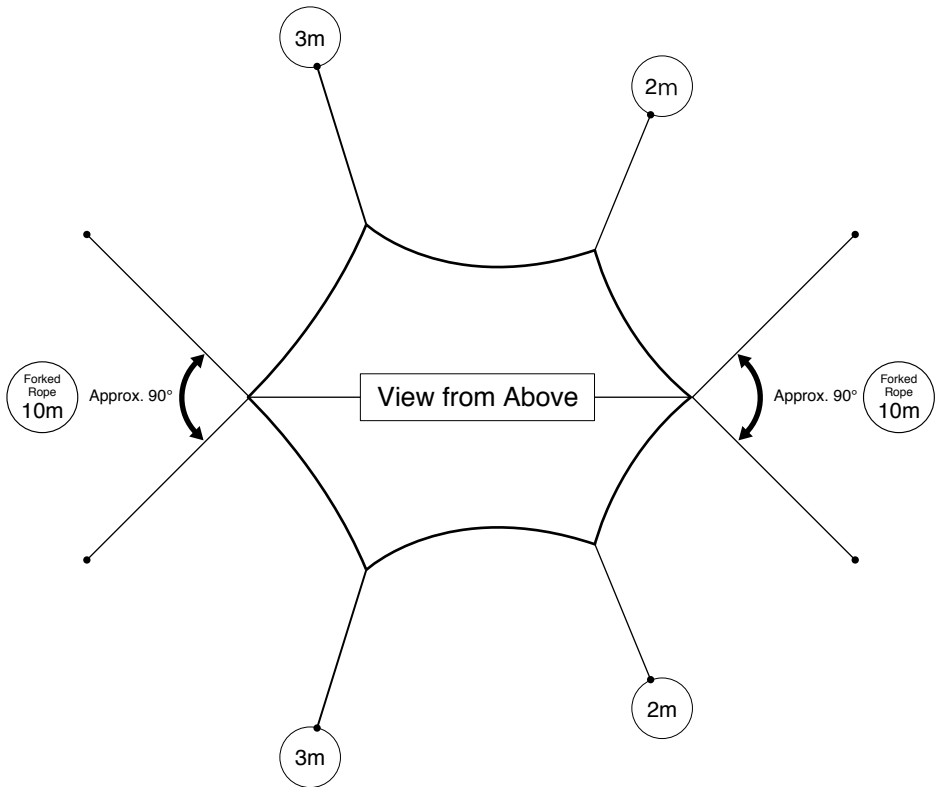 3m
2m
Forked
Rope
10m
Approx. 90°
View from Above
Approx. 90°
Forked
Rope
10m
2m
3m